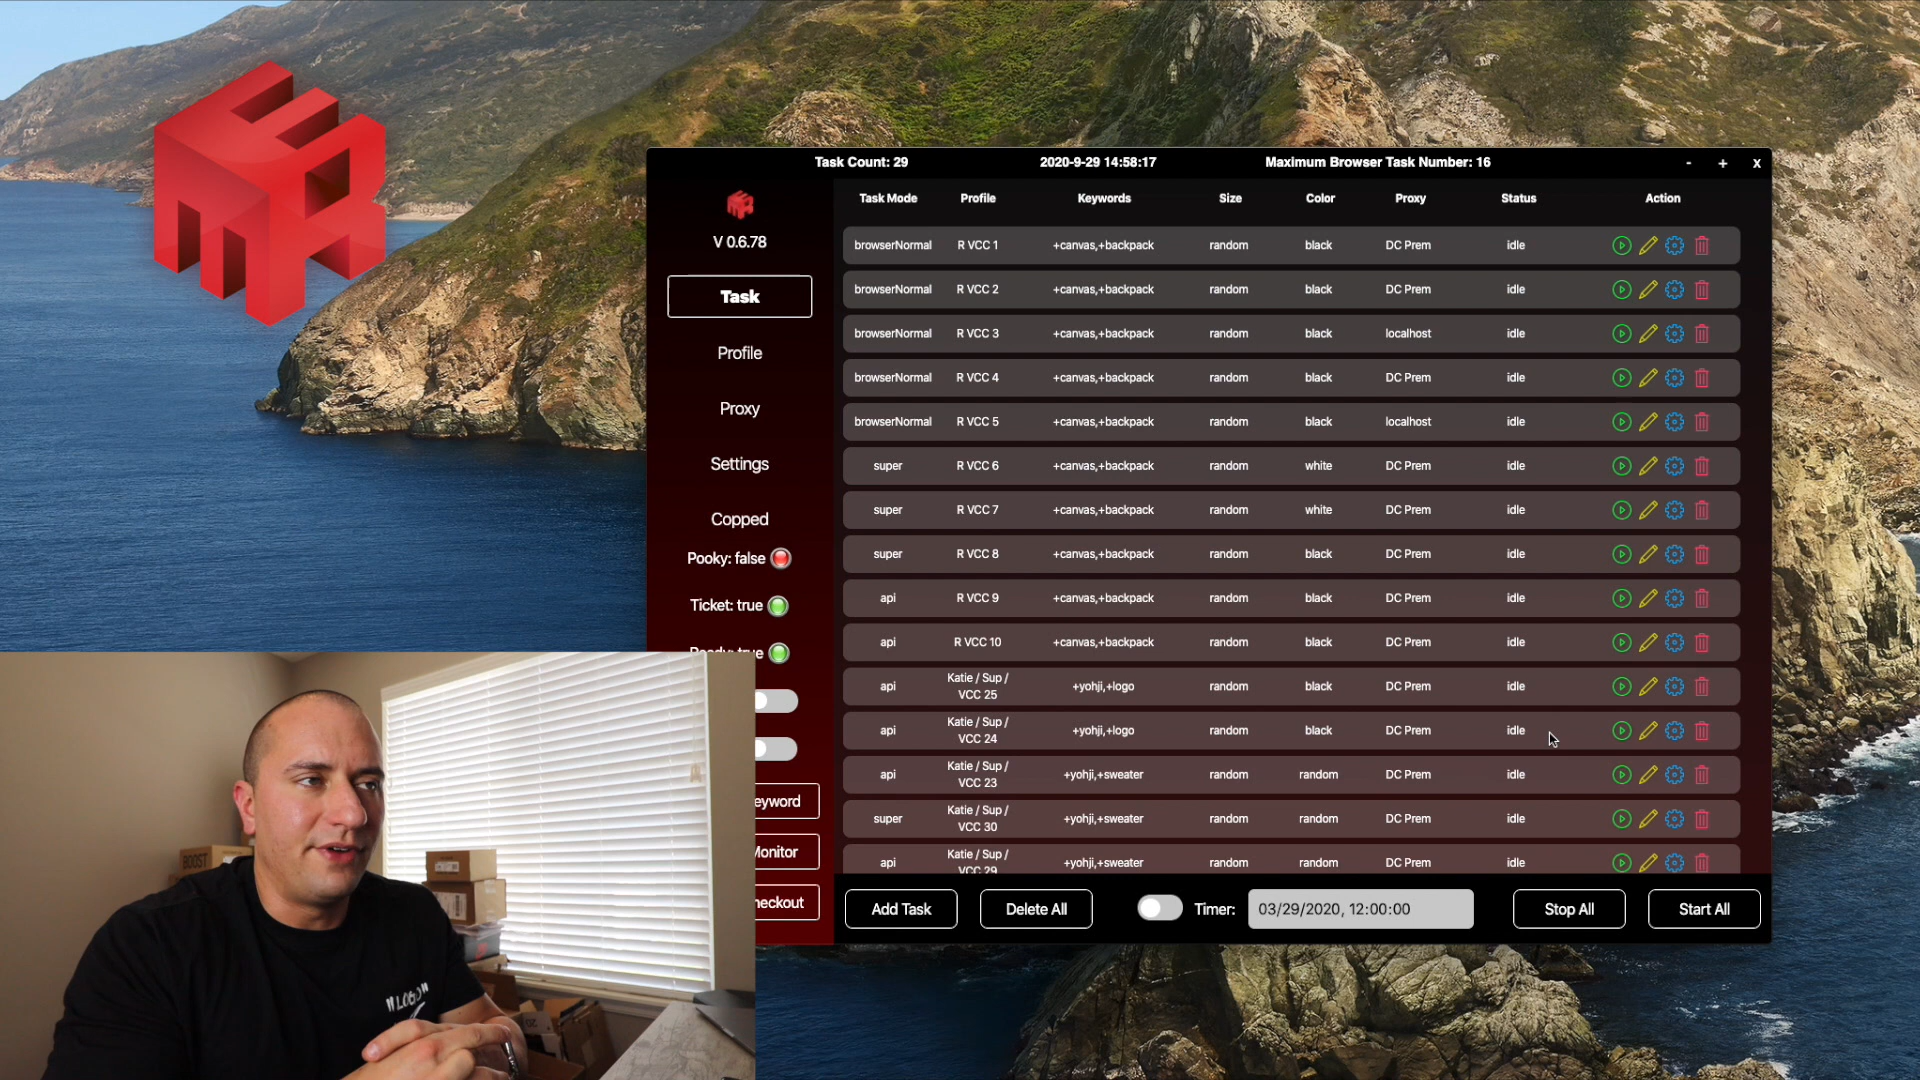 Task Count: 29 2020-9-29 14:58:17 Maximum Browser Task Number: 16 - + x
V 0.6.78
Task
Profile
Proxy
Settings
Copped
Pooky: false
Ticket: true
true
eyword
Monitor
heckout
Task Mode Profile Keywords Size Color Proxy Status Action
browserNormal R VCC 1 +canvas,+backpack random black DC Prem idle
browserNormal R VCC 2 +canvas,+backpack random black DC Prem idle
browserNormal R VCC 3 +canvas,+backpack random black localhost idle
browserNormal R VCC 4 +canvas,+backpack random black DC Prem idle
browserNormal R VCC 5 +canvas,+backpack random black localhost idle
super R VCC 6 +canvas,+backpack random white DC Prem idle
super R VCC 7 +canvas,+backpack random white DC Prem idle
super R VCC 8 +canvas,+backpack random black DC Prem idle
api R VCC 9 +canvas,+backpack random black DC Prem idle
api R VCC 10 +canvas,+backpack random black DC Prem idle
api Katie / Sup / VCC 25 +yohji,+logo random black DC Prem idle
api Katie / Sup / VCC 24 +yohji,+logo random black DC Prem idle
api Katie / Sup / VCC 23 +yohji,+sweater random random DC Prem idle
super Katie / Sup / VCC 30 +yohji,+sweater random random DC Prem idle
api Katie / Sup / VCC 29 +yohji,+sweater random random DC Prem idle
Add Task Delete All Timer: 03/29/2020, 12:00:00 Stop All Start All
BOOST
"LOGO"